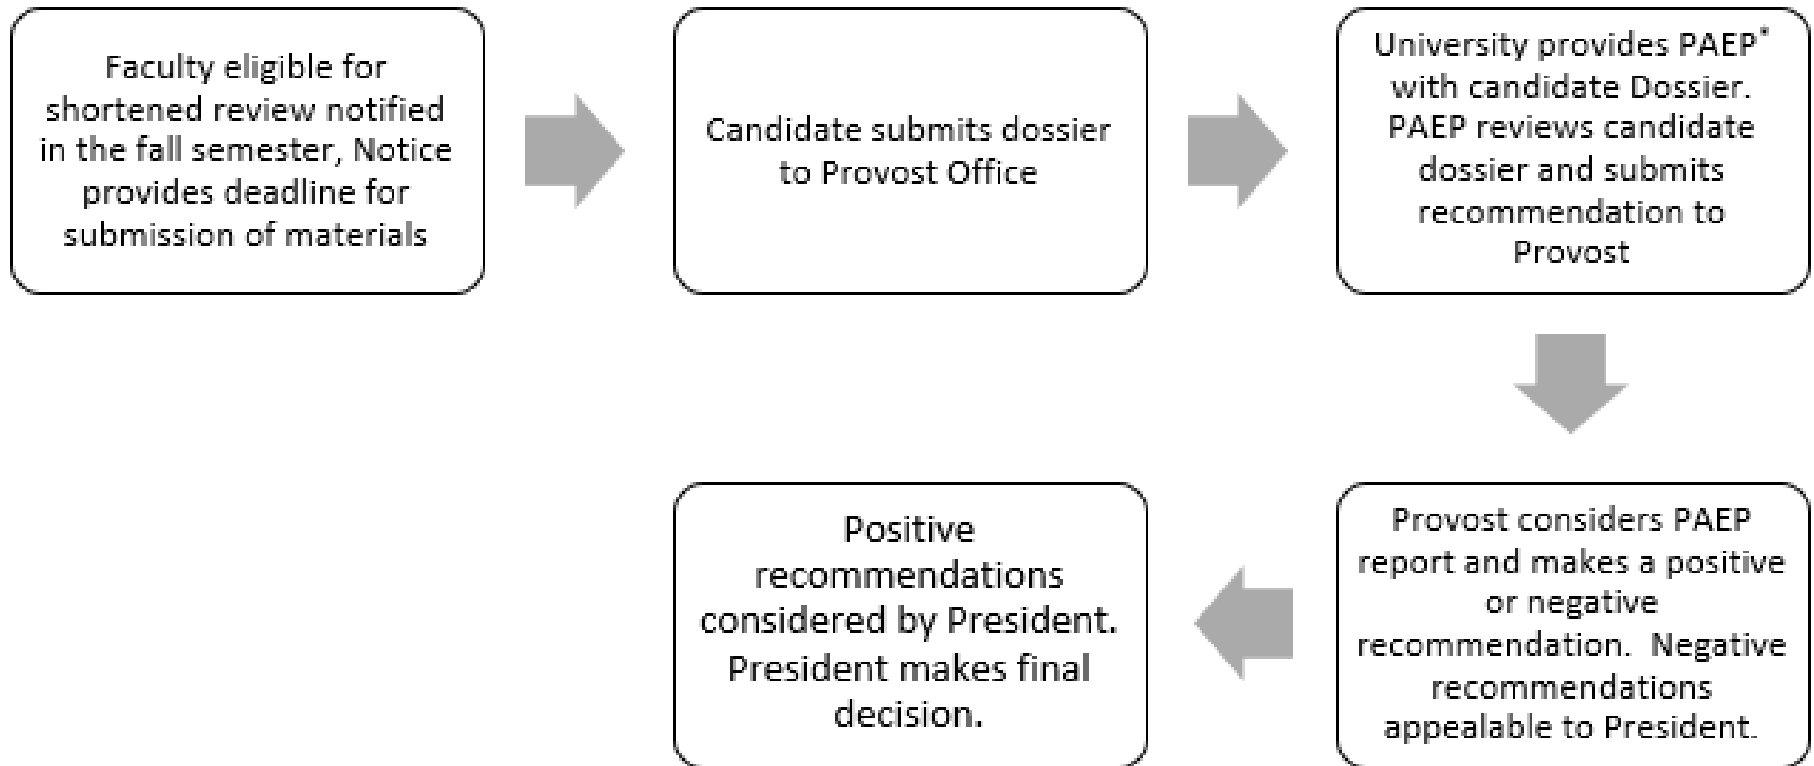 Faculty eligible for
shortened review notified
in the fall semester, Notice
provides deadline for
submission of materials
Candidate submits dossier
to Provost Office
University provides PAEP*
with candidate Dossier.
PAEP reviews candidate
dossier and submits
recommendation to
Provost
Provost considers PAEP
report and makes a positive
or negative
recommendation.  Negative
recommendations
appealable to President.
Positive
recommendations
considered by President.
President makes final
decision.